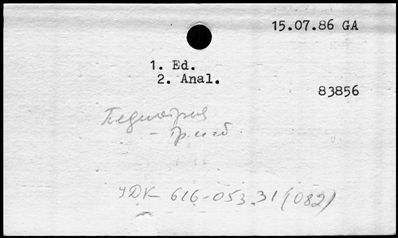 15.07.86 GA
1. Ed.
2. Anal.
83856
Педиатрия
УДК 616-053.31(082)